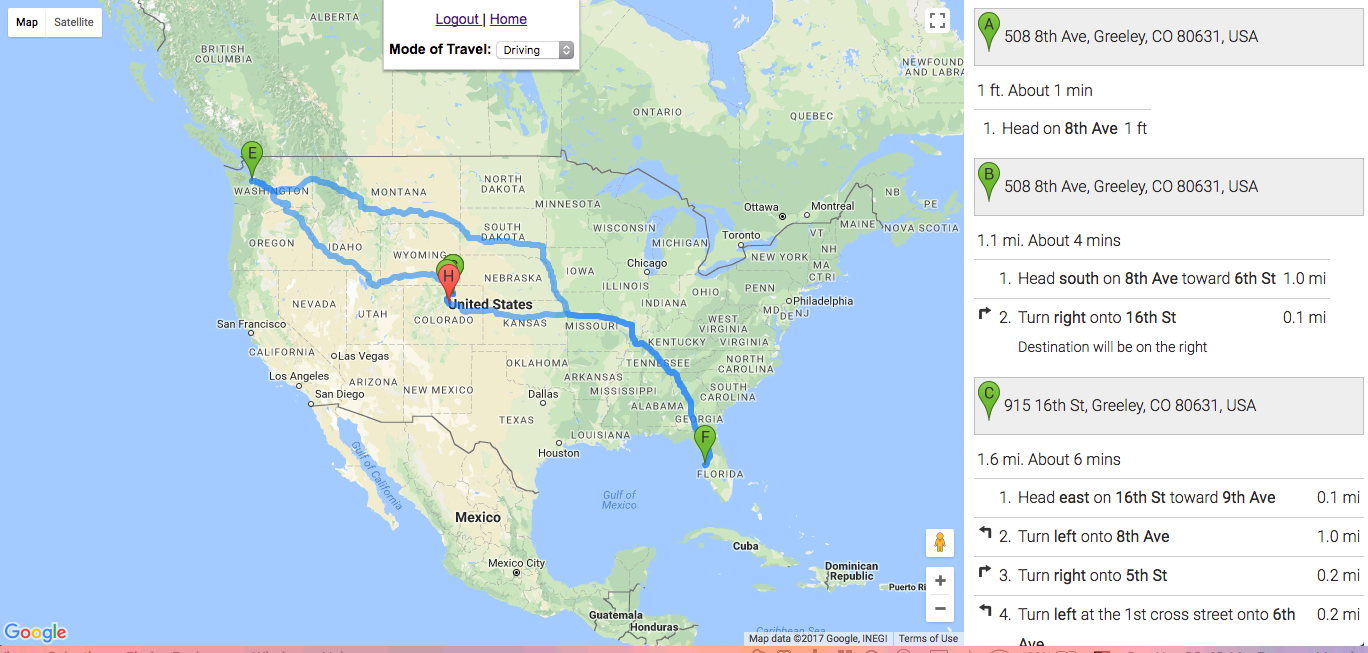 Map Satellite
Logout | Home
Mode of Travel: Driving
ALBERTA
BRITISH
COLUMBIA
NEWFOUND
AND LABRA
ONTARIO
QUEBEC
E
WASHINGTON
MONTANA
NORTH
DAKOTA
MINNESOTA
Ottawa
Montreal
NB
PE
MAINE
NOVA SCOTIA
OREGON
IDAHO
SOUTH
DAKOTA
WISCONSIN
MICHIGAN
Toronto
VT
NH
NEW YORK
MA
CT RI
WYOMING
H
NEBRASKA
IOWA
Chicago
ILLINOIS
INDIANA
OHIO
PENN
Philadelphia
MD
DE
NJ
NEVADA
UTAH
United States
COLORADO
KANSAS
MISSOURI
WEST
VIRGINIA
KENTUCKY
VIRGINIA
San Francisco
CALIFORNIA
Las Vegas
Los Angeles
San Diego
ARIZONA
NEW MEXICO
OKLAHOMA
ARKANSAS
TENNESSEE
NORTH
CAROLINA
SOUTH
CAROLINA
MISSISSIPPI
ALABAMA
GEORGIA
Dallas
TEXAS
LOUISIANA
Houston
F
FLORIDA
Gulf of California
Gulf of
Mexico
Mexico
Mexico City
Cuba
Dominican
Republic
Puerto Ri
Guatemala
Honduras
Caribbean Sea
Google
Map data ©2017 Google, INEGI Terms of Use
A 508 8th Ave, Greeley, CO 80631, USA
1 ft. About 1 min
1. Head on 8th Ave 1 ft
B 508 8th Ave, Greeley, CO 80631, USA
1.1 mi. About 4 mins
1. Head south on 8th Ave toward 6th St 1.0 mi
2. Turn right onto 16th St 0.1 mi
Destination will be on the right
C 915 16th St, Greeley, CO 80631, USA
1.6 mi. About 6 mins
1. Head east on 16th St toward 9th Ave 0.1 mi
2. Turn left onto 8th Ave 1.0 mi
3. Turn right onto 5th St 0.2 mi
4. Turn left at the 1st cross street onto 6th 0.2 mi
Ave